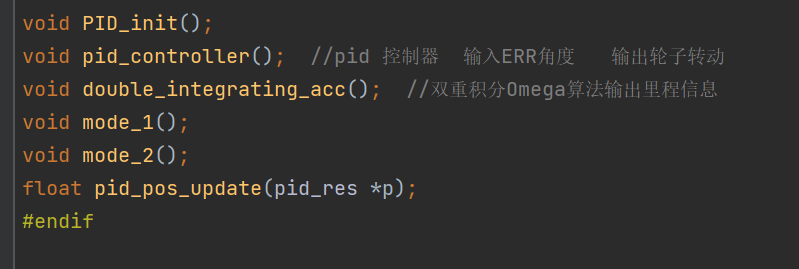 void PID_init();
void pid_controller();  //pid 控制器  输入ERR角度   输出轮子转动
void double_integrating_acc();  //双重积分Omega算法输出里程信息
void mode_1();
void mode_2();
float pid_pos_update(pid_res *p);
#endif